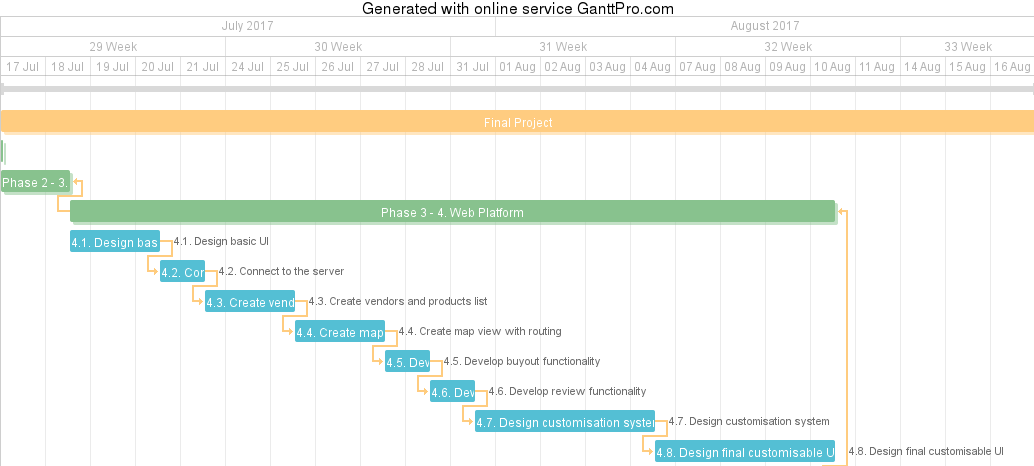 Generated with online service GanttPro.com
July 2017 August 2017
29 Week 30 Week 31 Week 32 Week 33 Week
17 Jul 18 Jul 19 Jul 20 Jul 21 Jul 24 Jul 25 Jul 26 Jul 27 Jul 28 Jul 31 Jul 01 Aug 02 Aug 03 Aug 04 Aug 07 Aug 08 Aug 09 Aug 10 Aug 11 Aug 14 Aug 15 Aug 16 Aug
Final Project
Phase 2 - 3.
Phase 3 - 4. Web Platform
4.1. Design bas 4.1. Design basic UI
4.2. Cor 4.2. Connect to the server
4.3. Create vend 4.3. Create vendors and products list
4.4. Create map 4.4. Create map view with routing
4.5. Dev 4.5. Develop buyout functionality
4.6. Dev 4.6. Develop review functionality
4.7. Design customisation system 4.7. Design customisation system
4.8. Design final customisable U 4.8. Design final customisable UI